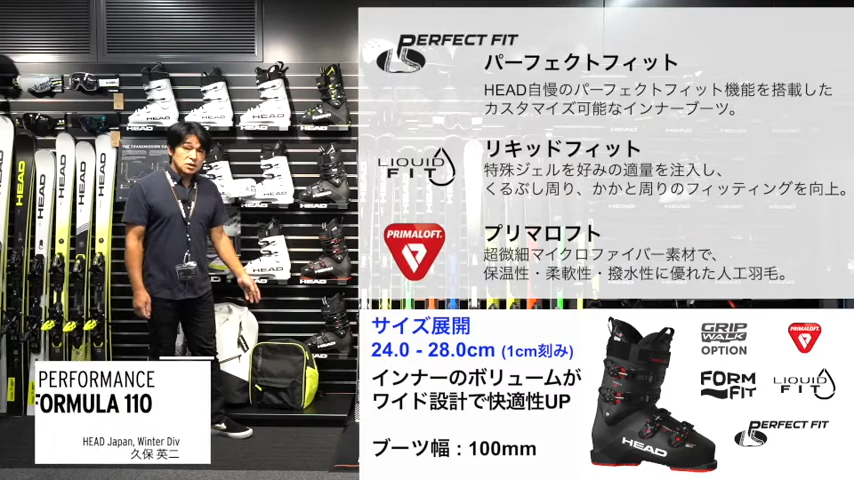 PERFECT FIT
パーフェクトフィット
HEAD自慢のパーフェクトフィット機能を搭載した
カスタマイズ可能なインナーブーツ。
LIQUID FIT
リキッドフィット
特殊ジェルを好みの適量を注入し、
くるぶし周り、かかと周りのフィッティングを向上。
PRIMALOFT
プリマロフト
超微細マイクロファイバー素材で、
保温性・柔軟性・撥水性に優れた人工羽毛。
サイズ展開
24.0 - 28.0cm (1cm刻み)
インナーのボリュームが
ワイド設計で快適性UP
ブーツ幅：100mm
HEAD
GRIP WALK
OPTION
PRIMALOFT
FORM FIT
LIQUID FIT
PERFECT FIT
PERFORMANCE
FORMULA 110
HEAD Japan, Winter Div
久保 英二
HEAD
HEAD
HEAD
HEAD
HEAD
HEAD